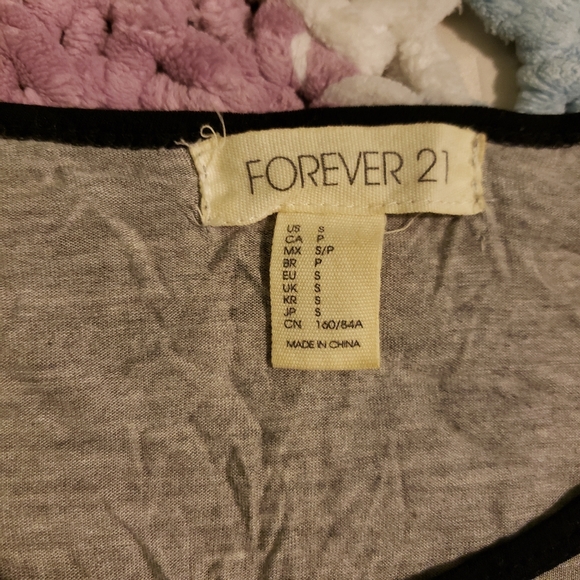 FOREVER 21
US S
CA P
MX S/P
BR P
EU S
UK S
KR S
JP S
CN 160/84A
MADE IN CHINA